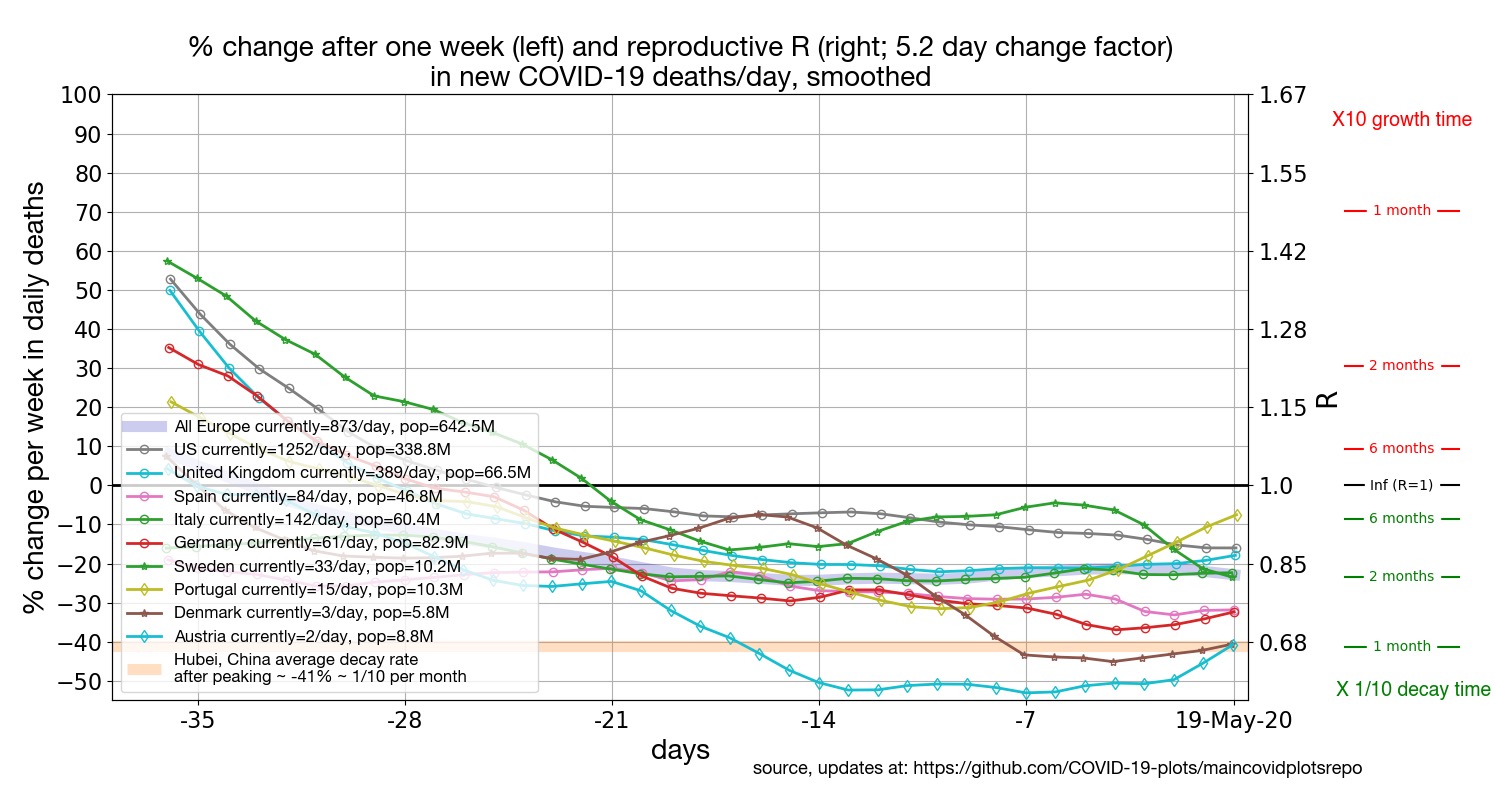 % change after one week (left) and reproductive R (right; 5.2 day change factor)
in new COVID-19 deaths/day, smoothed
100
90
80
70
60
50
40
30
20
10
0
−10
−20
−30
−40
−50
% change per week in daily deaths
All Europe currently=873/day, pop=642.5M
US currently=1252/day, pop=338.8M
United Kingdom currently=389/day, pop=66.5M
Spain currently=84/day, pop=46.8M
Italy currently=142/day, pop=60.4M
Germany currently=61/day, pop=82.9M
Sweden currently=33/day, pop=10.2M
Portugal currently=15/day, pop=10.3M
Denmark currently=3/day, pop=5.8M
Austria currently=2/day, pop=8.8M
Hubei, China average decay rate
after peaking ~ -41% ~ 1/10 per month
-35 -28 -21 -14 -7 19-May-20
days
1.67
1.55
1.42
1.28
1.15
1.0
0.85
0.68
R
X10 growth time
1 month
2 months
6 months
Inf (R=1)
6 months
2 months
1 month
X 1/10 decay time
source, updates at: https://github.com/COVID-19-plots/maincovidplotsrepo